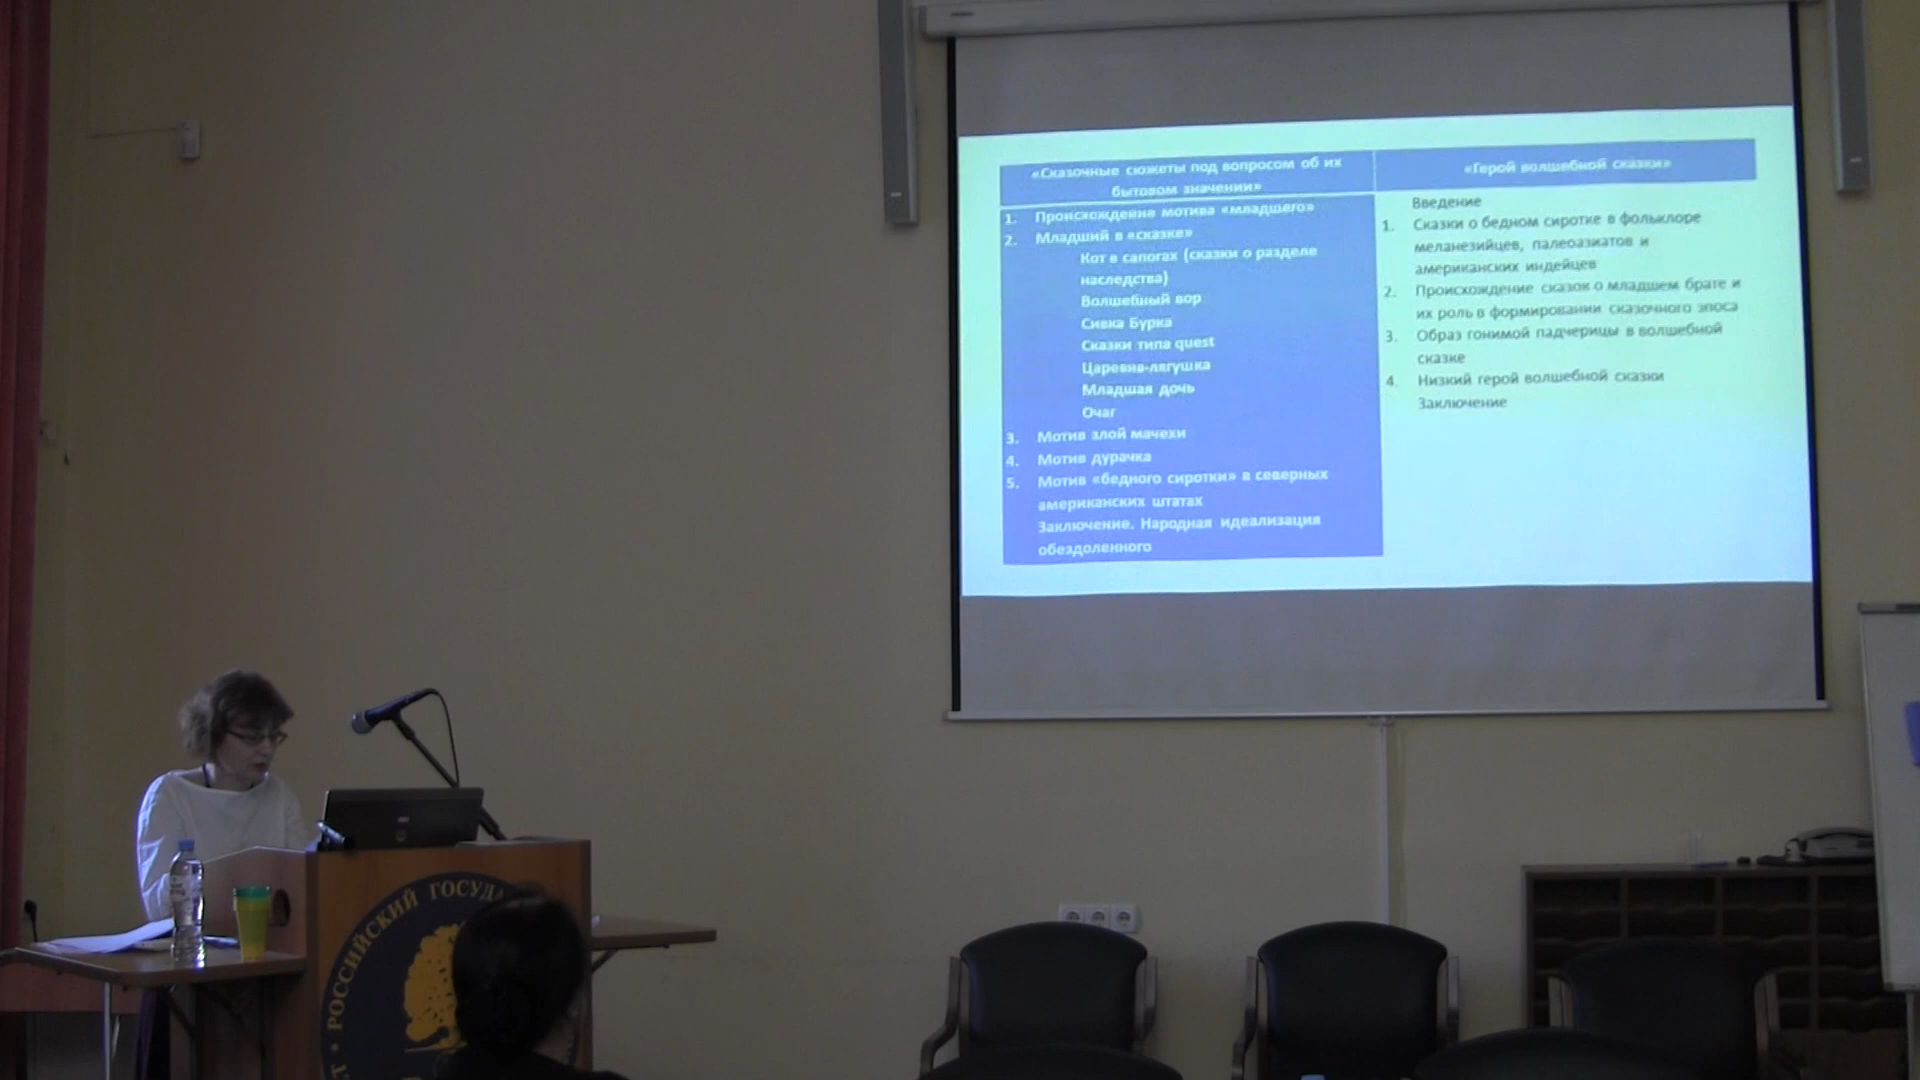 «Сказочные сюжеты под вопросом об их
бытовом значении»
1. Происхождение мотива «младшего»
2. Младший в «сказке»
Кот в сапогах (сказки о разделе
наследства)
Волшебный вор
Сивка Бурка
Сказки типа quest
Царевна-лягушка
Младшая дочь
Очаг
3. Мотив злой мачехи
4. Мотив дурачка
5. Мотив «бедного сиротки» в северных
американских штатах
Заключение. Народная идеализация
обездоленного
«Герой волшебной сказки»
Введение
1. Сказки о бедном сиротке в фольклоре
меланезийцев, палеоазиатов и
американских индейцев
2. Происхождение сказок о младшем брате и
их роль в формировании сказочного эпоса
3. Образ гонимой падчерицы в волшебной
сказке
4. Низкий герой волшебной сказки
Заключение
РОССИЙСКИЙ ГОСУДА